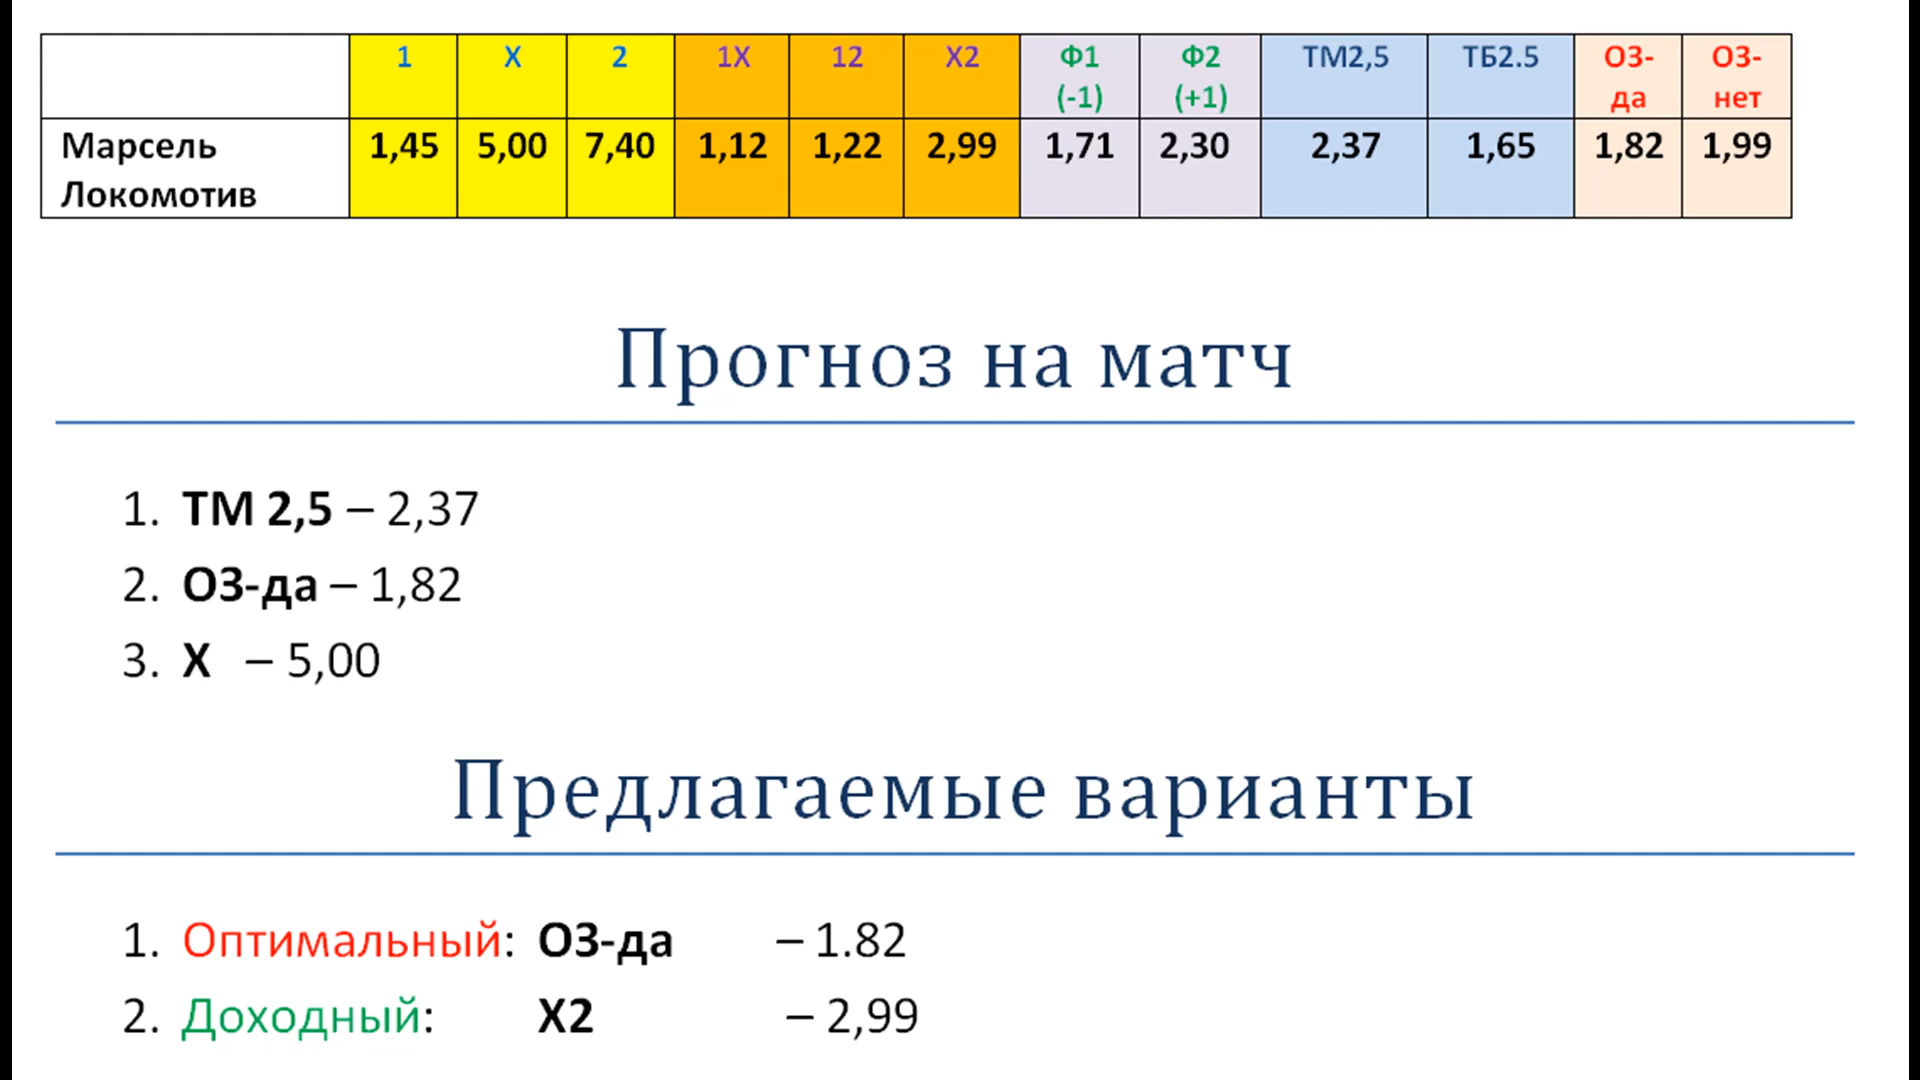 1 X 2 1X 12 X2 Ф1 (-1) Ф2 (+1) ТМ2,5 ТБ2.5 ОЗ-да ОЗ-нет
Марсель Локомотив 1,45 5,00 7,40 1,12 1,22 2,99 1,71 2,30 2,37 1,65 1,82 1,99
Прогноз на матч
1. ТМ 2,5 – 2,37
2. ОЗ-да – 1,82
3. X – 5,00
Предлагаемые варианты
1. Оптимальный: ОЗ-да – 1.82
2. Доходный: X2 – 2,99